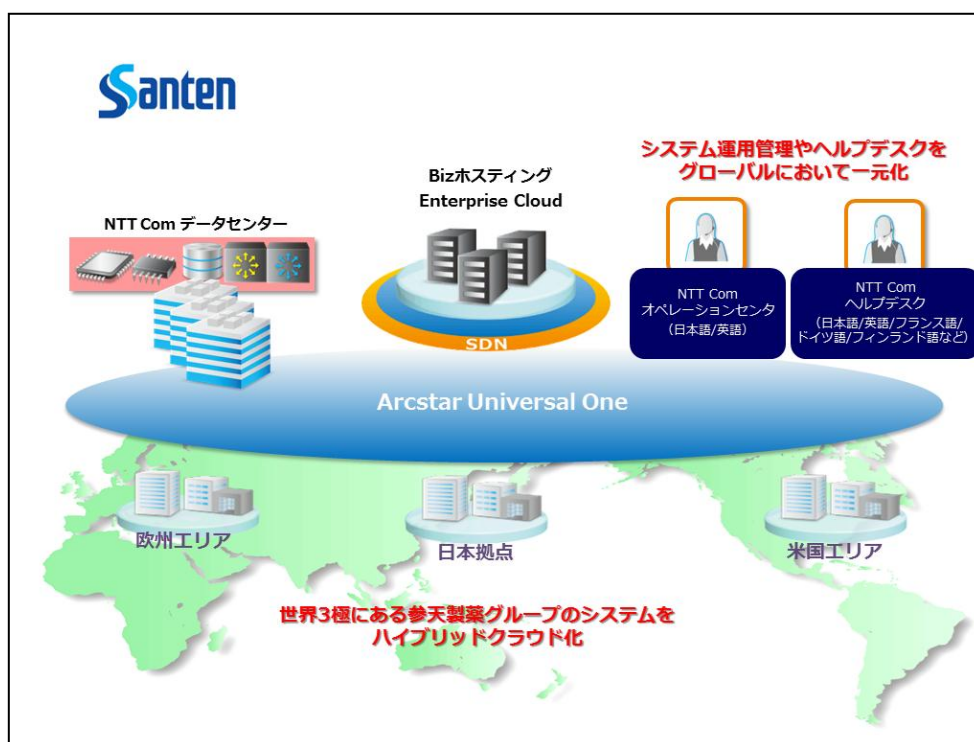 Santen
システム運用管理やヘルプデスクを
グローバルにおいて一元化
Bizホスティング
Enterprise Cloud
NTT Com データセンター
NTT Com
オペレーションセンタ
（日本語/英語）
NTT Com
ヘルプデスク
（日本語/英語/フランス語/
ドイツ語/フィンランド語など）
SDN
Arcstar Universal One
欧州エリア
日本拠点
米国エリア
世界3極にある参天製薬グループのシステムを
ハイブリッドクラウド化